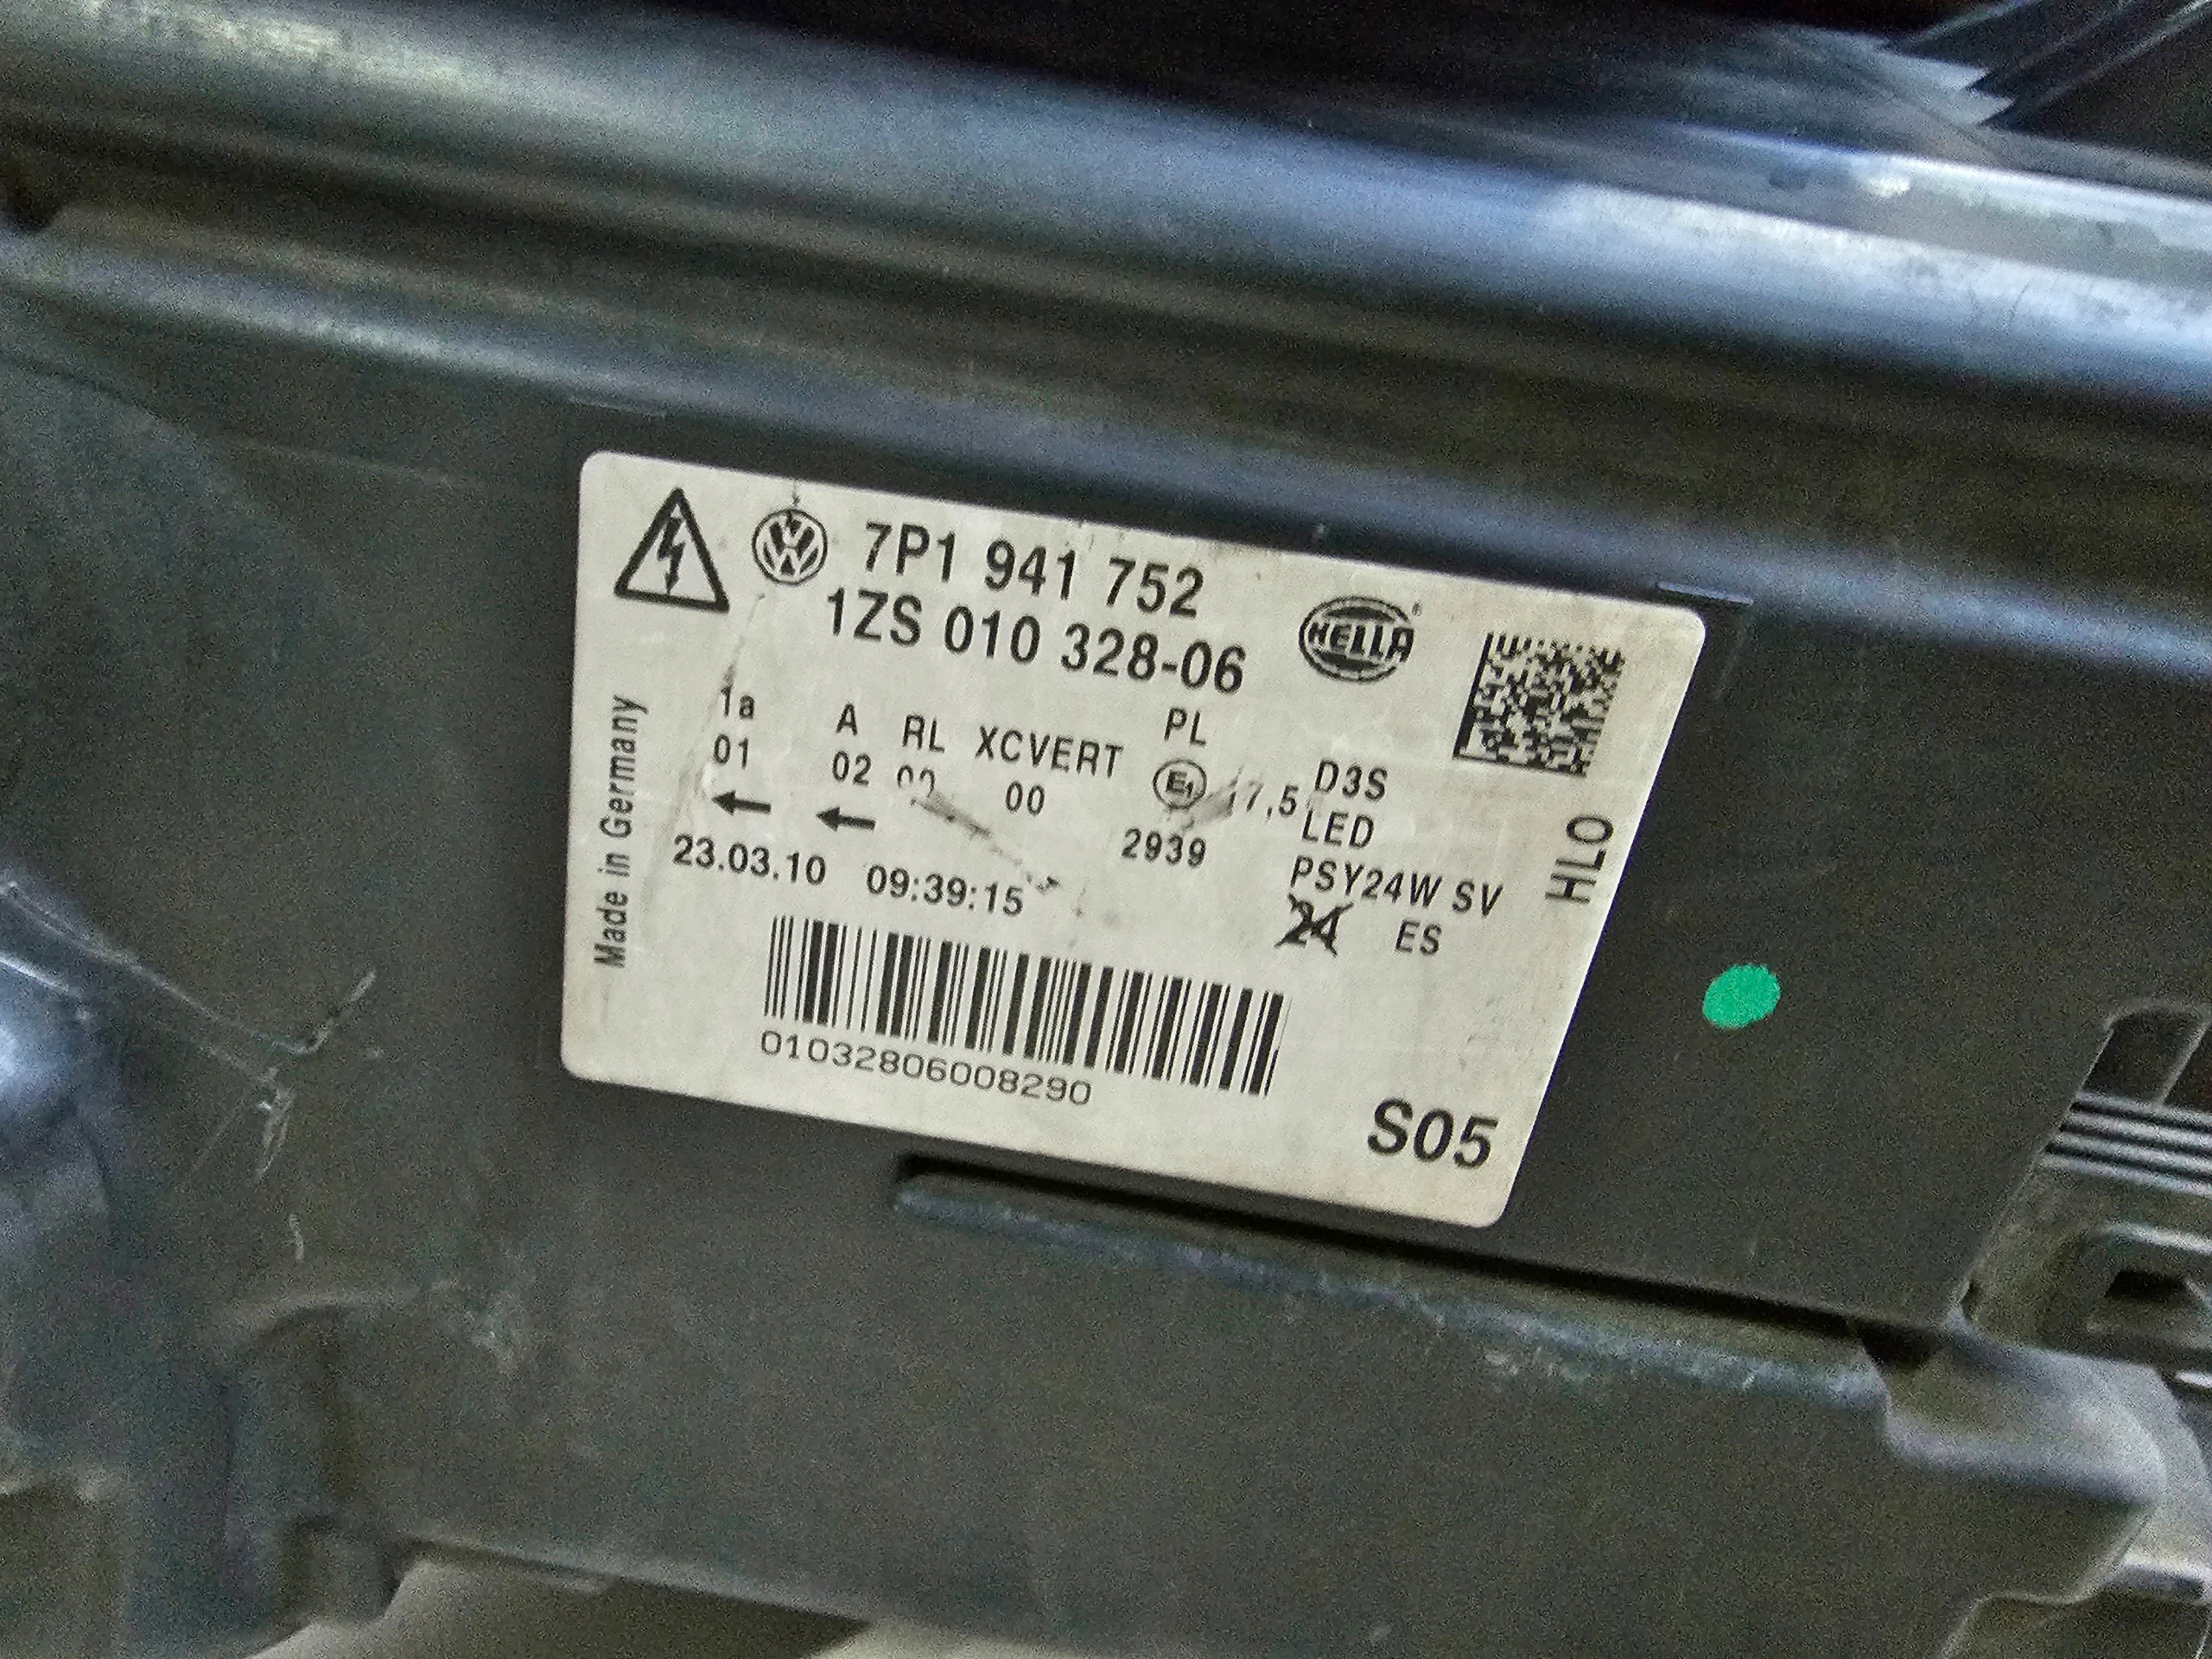 7P1 941 752
1ZS 010 328-06
HELLA
1a A RL XCVERT PL
01 02 00 E1 D3S
2939 LED
23.03.10 09:39:15 PSY24W SV
24 ES
Made in Germany
HLO
01032806008290
S05